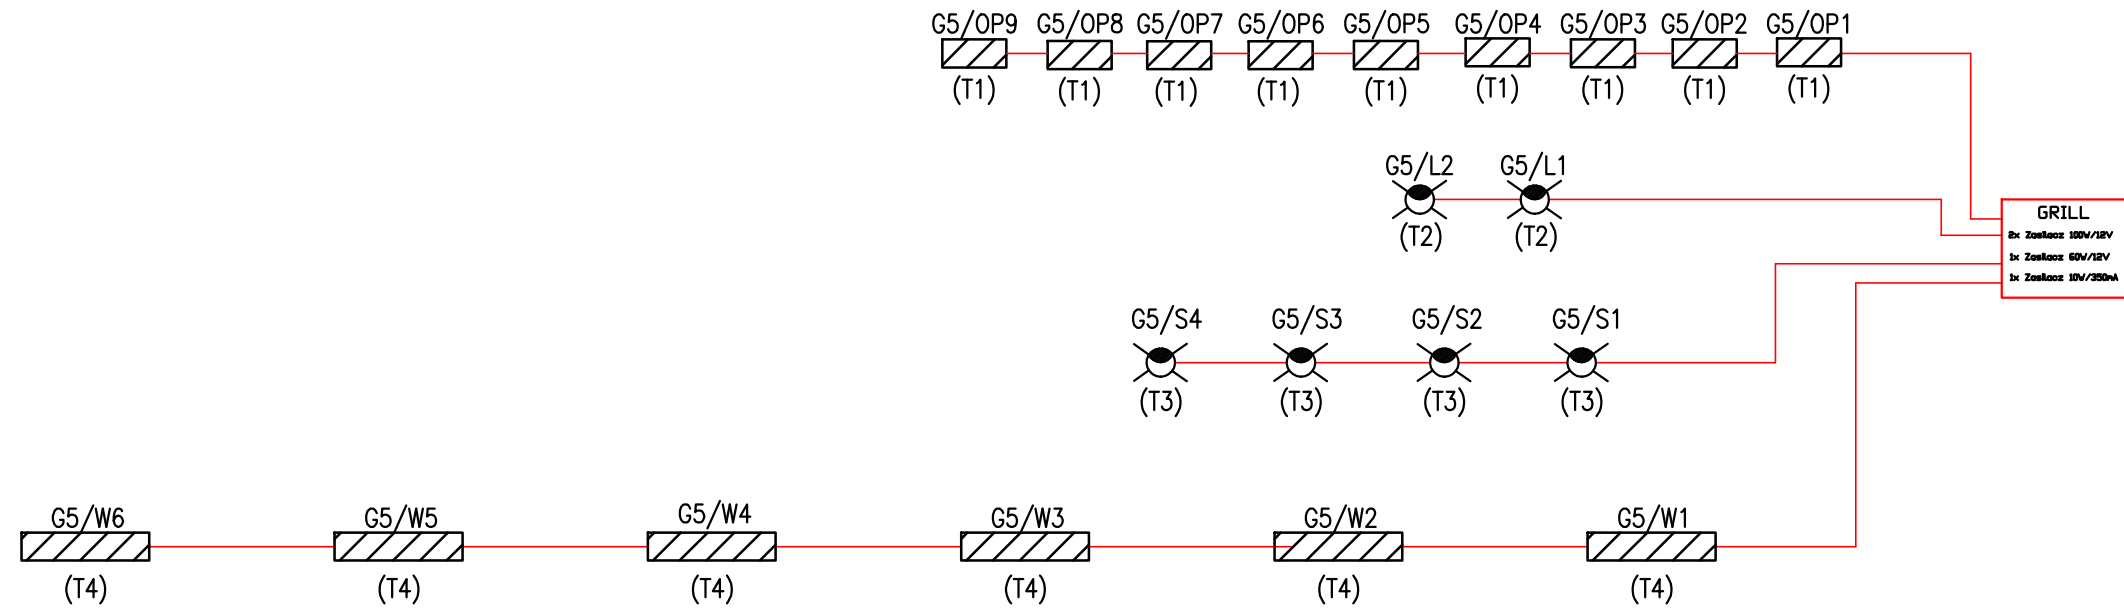 G5/OP9 G5/OP8 G5/OP7 G5/OP6 G5/OP5 G5/OP4 G5/OP3 G5/OP2 G5/OP1
(T1) (T1) (T1) (T1) (T1) (T1) (T1) (T1) (T1)
G5/L2 G5/L1
(T2) (T2)
GRILL
2x Zasilacz 100W/12V
1x Zasilacz 60W/12V
1x Zasilacz 10W/350mA
G5/S4 G5/S3 G5/S2 G5/S1
(T3) (T3) (T3) (T3)
G5/W6 G5/W5 G5/W4 G5/W3 G5/W2 G5/W1
(T4) (T4) (T4) (T4) (T4) (T4)